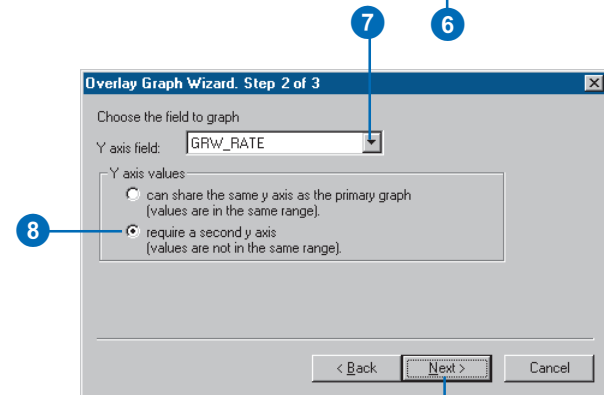 7
6
Overlay Graph Wizard. Step 2 of 3
Choose the field to graph
Y axis field: GRW_RATE
Y axis values
can share the same y axis as the primary graph
(values are in the same range).
8
require a second y axis
(values are not in the same range).
< Back Next > Cancel